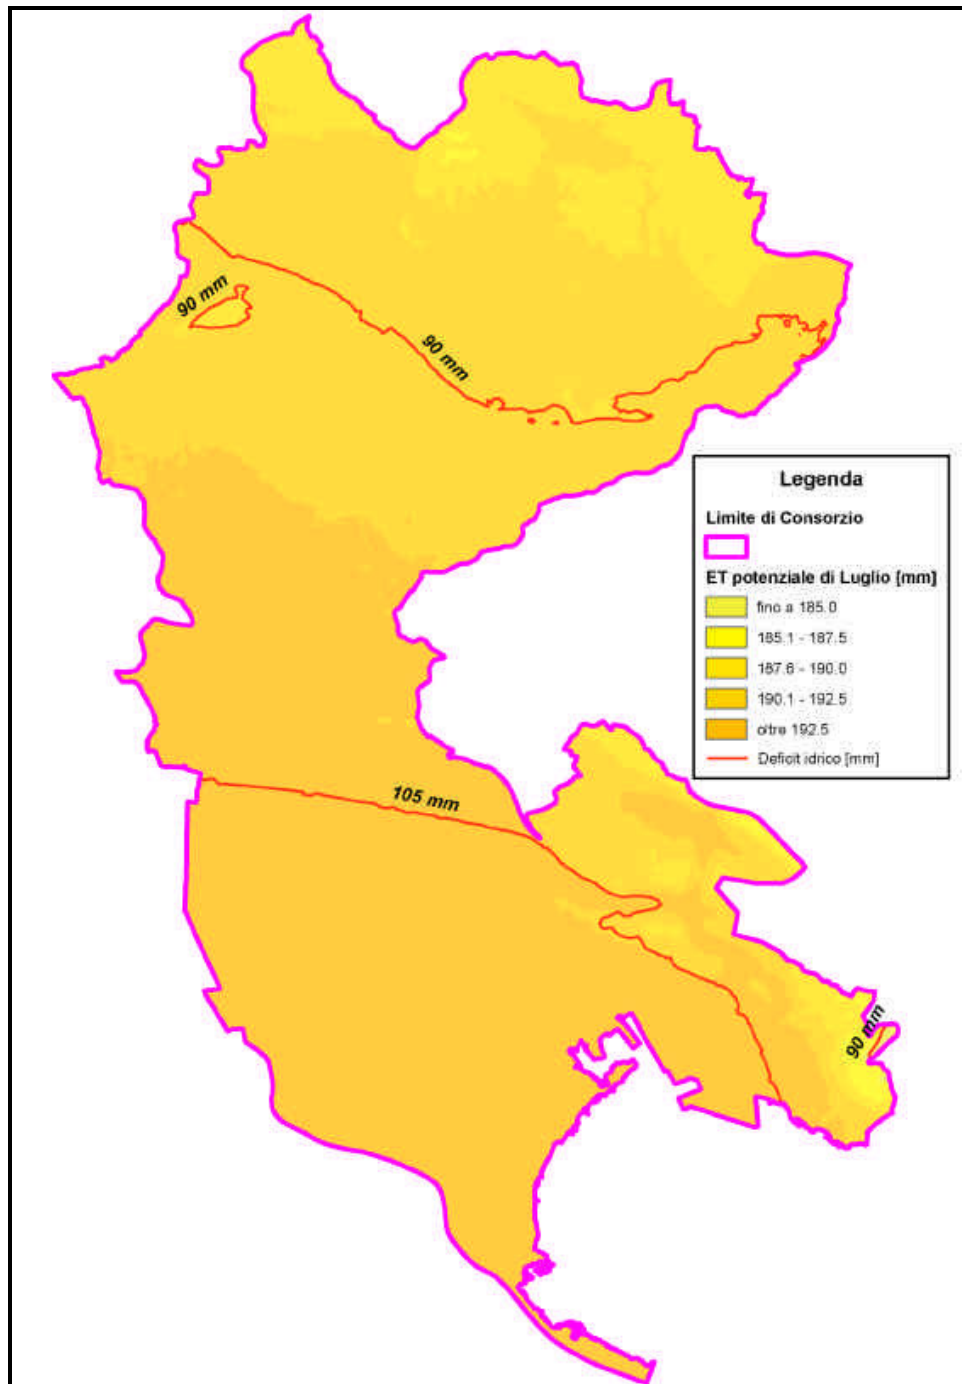 90 mm
90 mm
Legenda
Limite di Consorzio
ET potenziale di Luglio [mm]
fino a 185.0
185.1 - 187.5
187.6 - 190.0
190.1 - 192.5
oltre 192.5
Deficit idrico [mm]
105 mm
90 mm